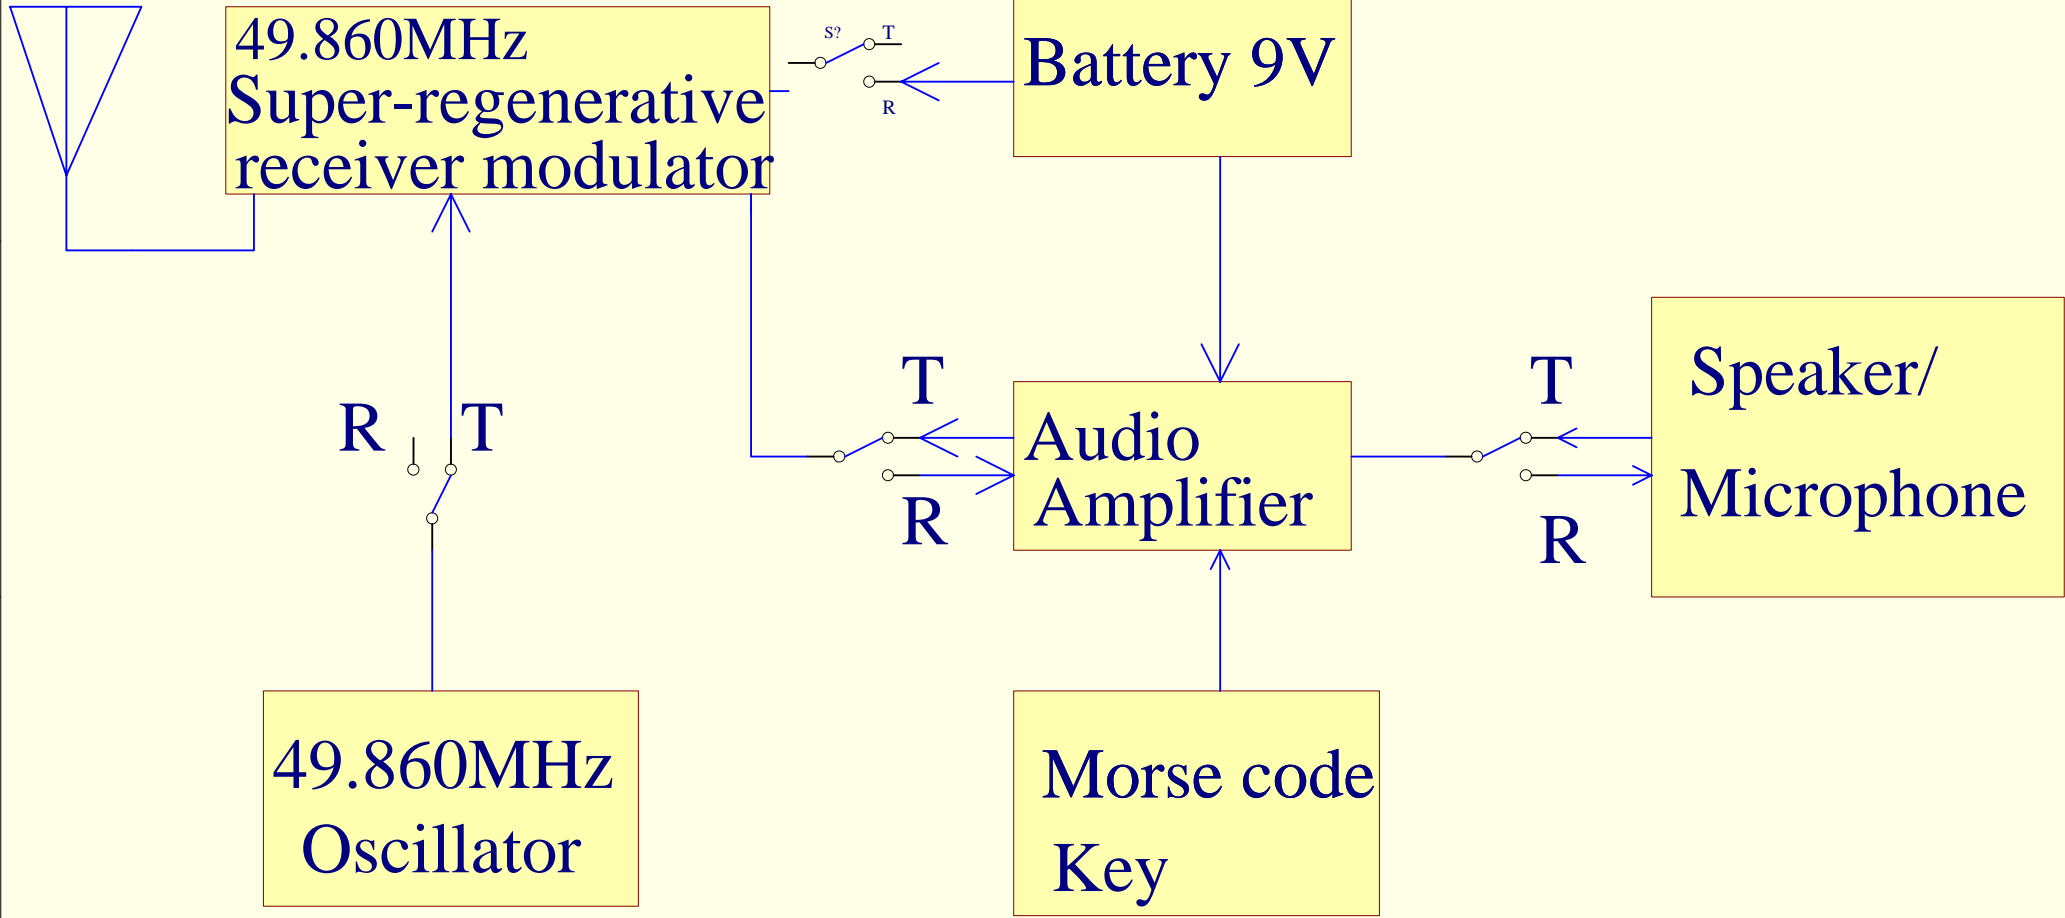 49.860MHz
Super-regenerative
receiver modulator
S?
T
R
Battery 9V
R
T
T
R
Audio
Amplifier
T
R
Speaker/
Microphone
49.860MHz
Oscillator
Morse code
Key